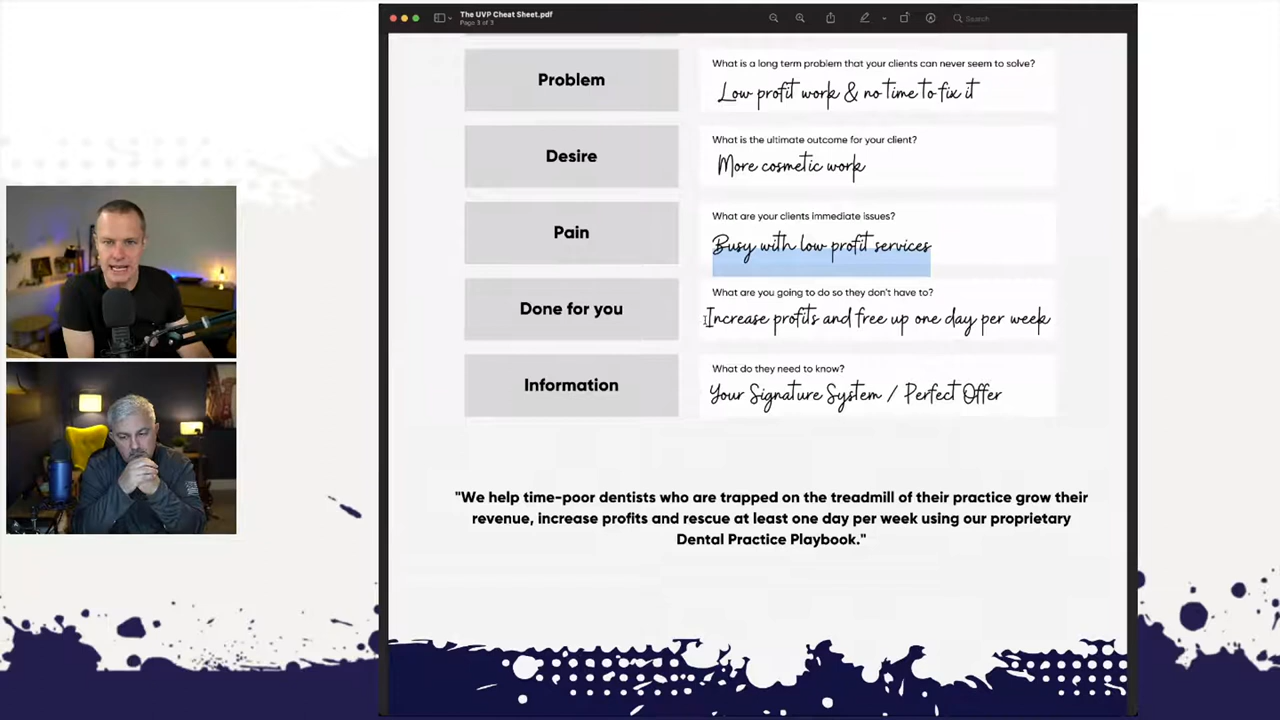 The UVP Cheat Sheet.pdf
Page 3 of 3
Search
Problem
What is a long term problem that your clients can never seem to solve?
Low profit work & no time to fix it
Desire
What is the ultimate outcome for your client?
More cosmetic work
Pain
What are your clients immediate issues?
Busy with low profit services
Done for you
What are you going to do so they don't have to?
Increase profits and free up one day per week
Information
What do they need to know?
Your Signature System / Perfect Offer
"We help time-poor dentists who are trapped on the treadmill of their practice grow their
revenue, increase profits and rescue at least one day per week using our proprietary
Dental Practice Playbook."